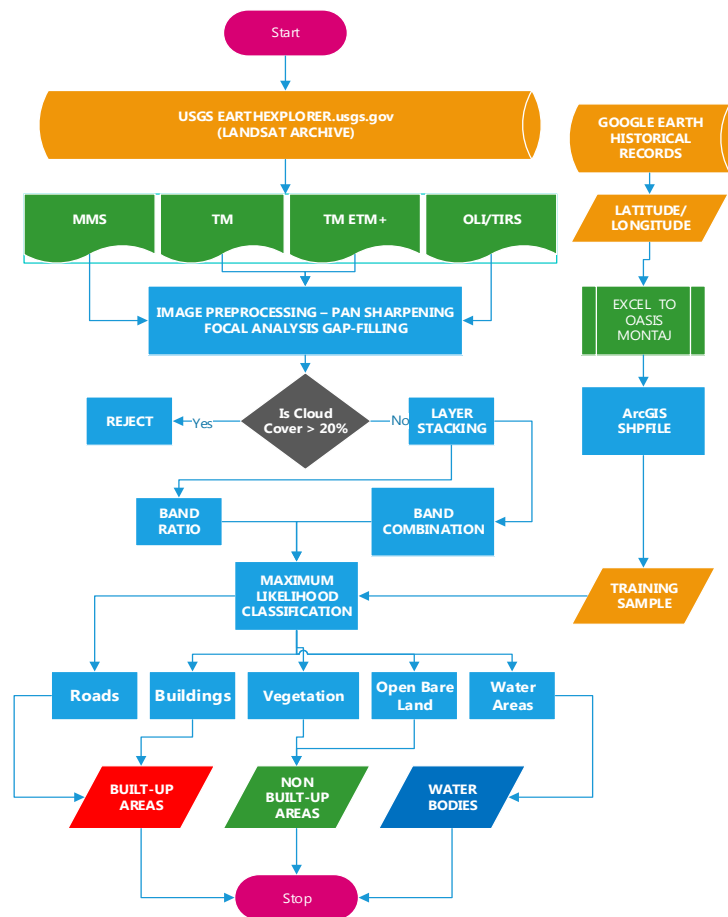 Start
USGS EARTHEXPLORER.usgs.gov
(LANDSAT ARCHIVE)
GOOGLE EARTH
HISTORICAL
RECORDS
MMS
TM
TM ETM+
OLI/TIRS
LATITUDE/
LONGITUDE
IMAGE PREPROCESSING – PAN SHARPENING
FOCAL ANALYSIS GAP-FILLING
EXCEL TO
OASIS
MONTAJ
REJECT
Yes
Is Cloud
Cover > 20%
No
LAYER
STACKING
ArcGIS
SHPFILE
BAND
RATIO
BAND
COMBINATION
MAXIMUM
LIKELIHOOD
CLASSIFICATION
TRAINING
SAMPLE
Roads
Buildings
Vegetation
Open Bare
Land
Water
Areas
BUILT-UP
AREAS
NON
BUILT-UP
AREAS
WATER
BODIES
Stop